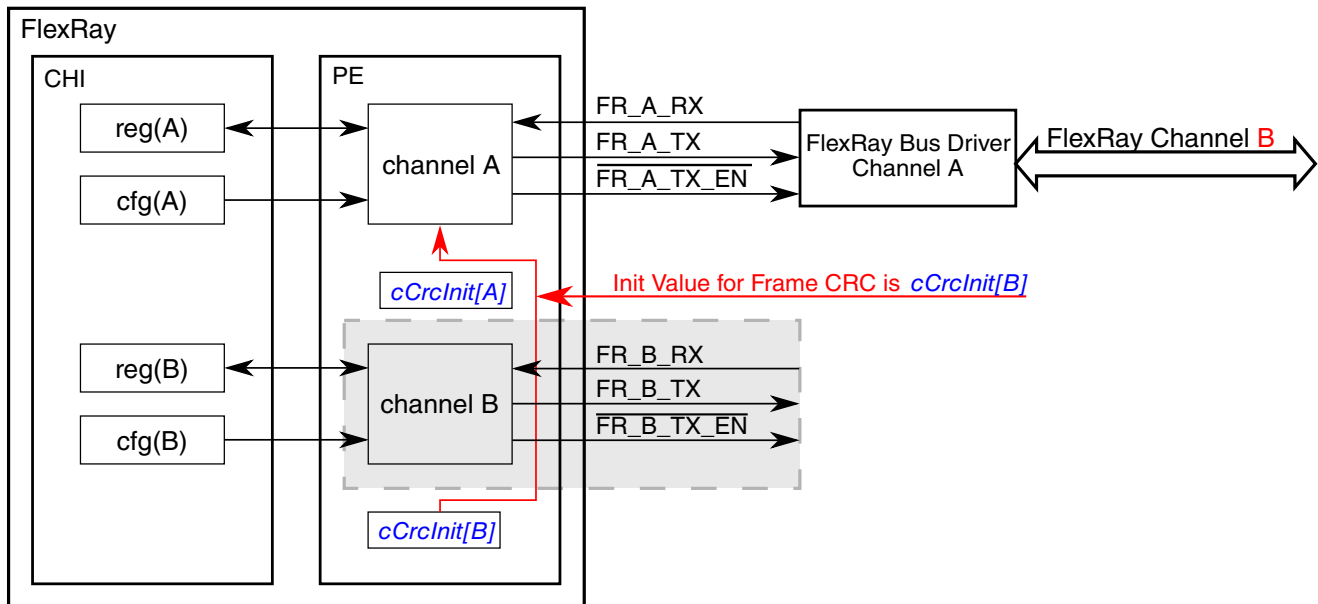 FlexRay
CHI
PE
reg(A)
cfg(A)
channel A
FR_A_RX
FR_A_TX
FR_A_TX_EN
FlexRay Bus Driver
Channel A
FlexRay Channel B
cCrcInit[A]
Init Value for Frame CRC is cCrcInit[B]
reg(B)
cfg(B)
channel B
FR_B_RX
FR_B_TX
FR_B_TX_EN
cCrcInit[B]